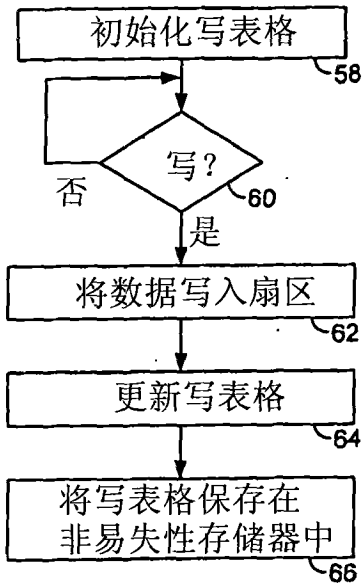 初始化写表格
58
写？
60
否
是
将数据写入扇区
62
更新写表格
64
将写表格保存在
非易失性存储器中
66